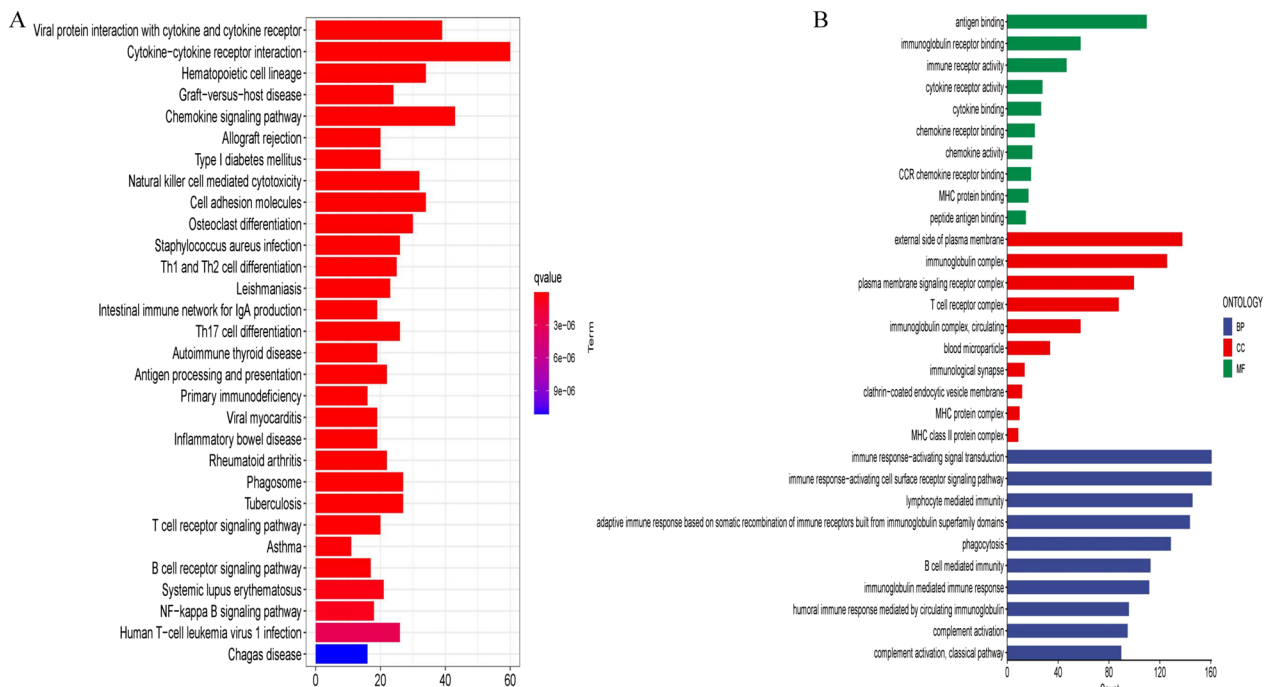 A
Viral protein interaction with cytokine and cytokine receptor
Cytokine-cytokine receptor interaction
Hematopoietic cell lineage
Graft-versus-host disease
Chemokine signaling pathway
Allograft rejection
Type I diabetes mellitus
Natural killer cell mediated cytotoxicity
Cell adhesion molecules
Osteoclast differentiation
Staphylococcus aureus infection
Th1 and Th2 cell differentiation
Leishmaniasis
Intestinal immune network for IgA production
Th17 cell differentiation
Autoimmune thyroid disease
Antigen processing and presentation
Primary immunodeficiency
Viral myocarditis
Inflammatory bowel disease
Rheumatoid arthritis
Phagosome
Tuberculosis
T cell receptor signaling pathway
Asthma
B cell receptor signaling pathway
Systemic lupus erythematosus
NF-kappa B signaling pathway
Human T-cell leukemia virus 1 infection
Chagas disease
0 20 40 60
qvalue
3e-06
6e-06
9e-06
Term
B
antigen binding
immunoglobulin receptor binding
immune receptor activity
cytokine receptor activity
cytokine binding
chemokine receptor binding
chemokine activity
CCR chemokine receptor binding
MHC protein binding
peptide antigen binding
external side of plasma membrane
immunoglobulin complex
plasma membrane signaling receptor complex
T cell receptor complex
immunoglobulin complex, circulating
blood microparticle
immunological synapse
clathrin-coated endocytic vesicle membrane
MHC protein complex
MHC class II protein complex
immune response-activating signal transduction
immune response-activating cell surface receptor signaling pathway
lymphocyte mediated immunity
adaptive immune response based on somatic recombination of immune receptors built from immunoglobulin superfamily domains
phagocytosis
B cell mediated immunity
immunoglobulin mediated immune response
humoral immune response mediated by circulating immunoglobulin
complement activation
complement activation, classical pathway
0 40 80 120 160
ONTOLOGY
BP
CC
MF